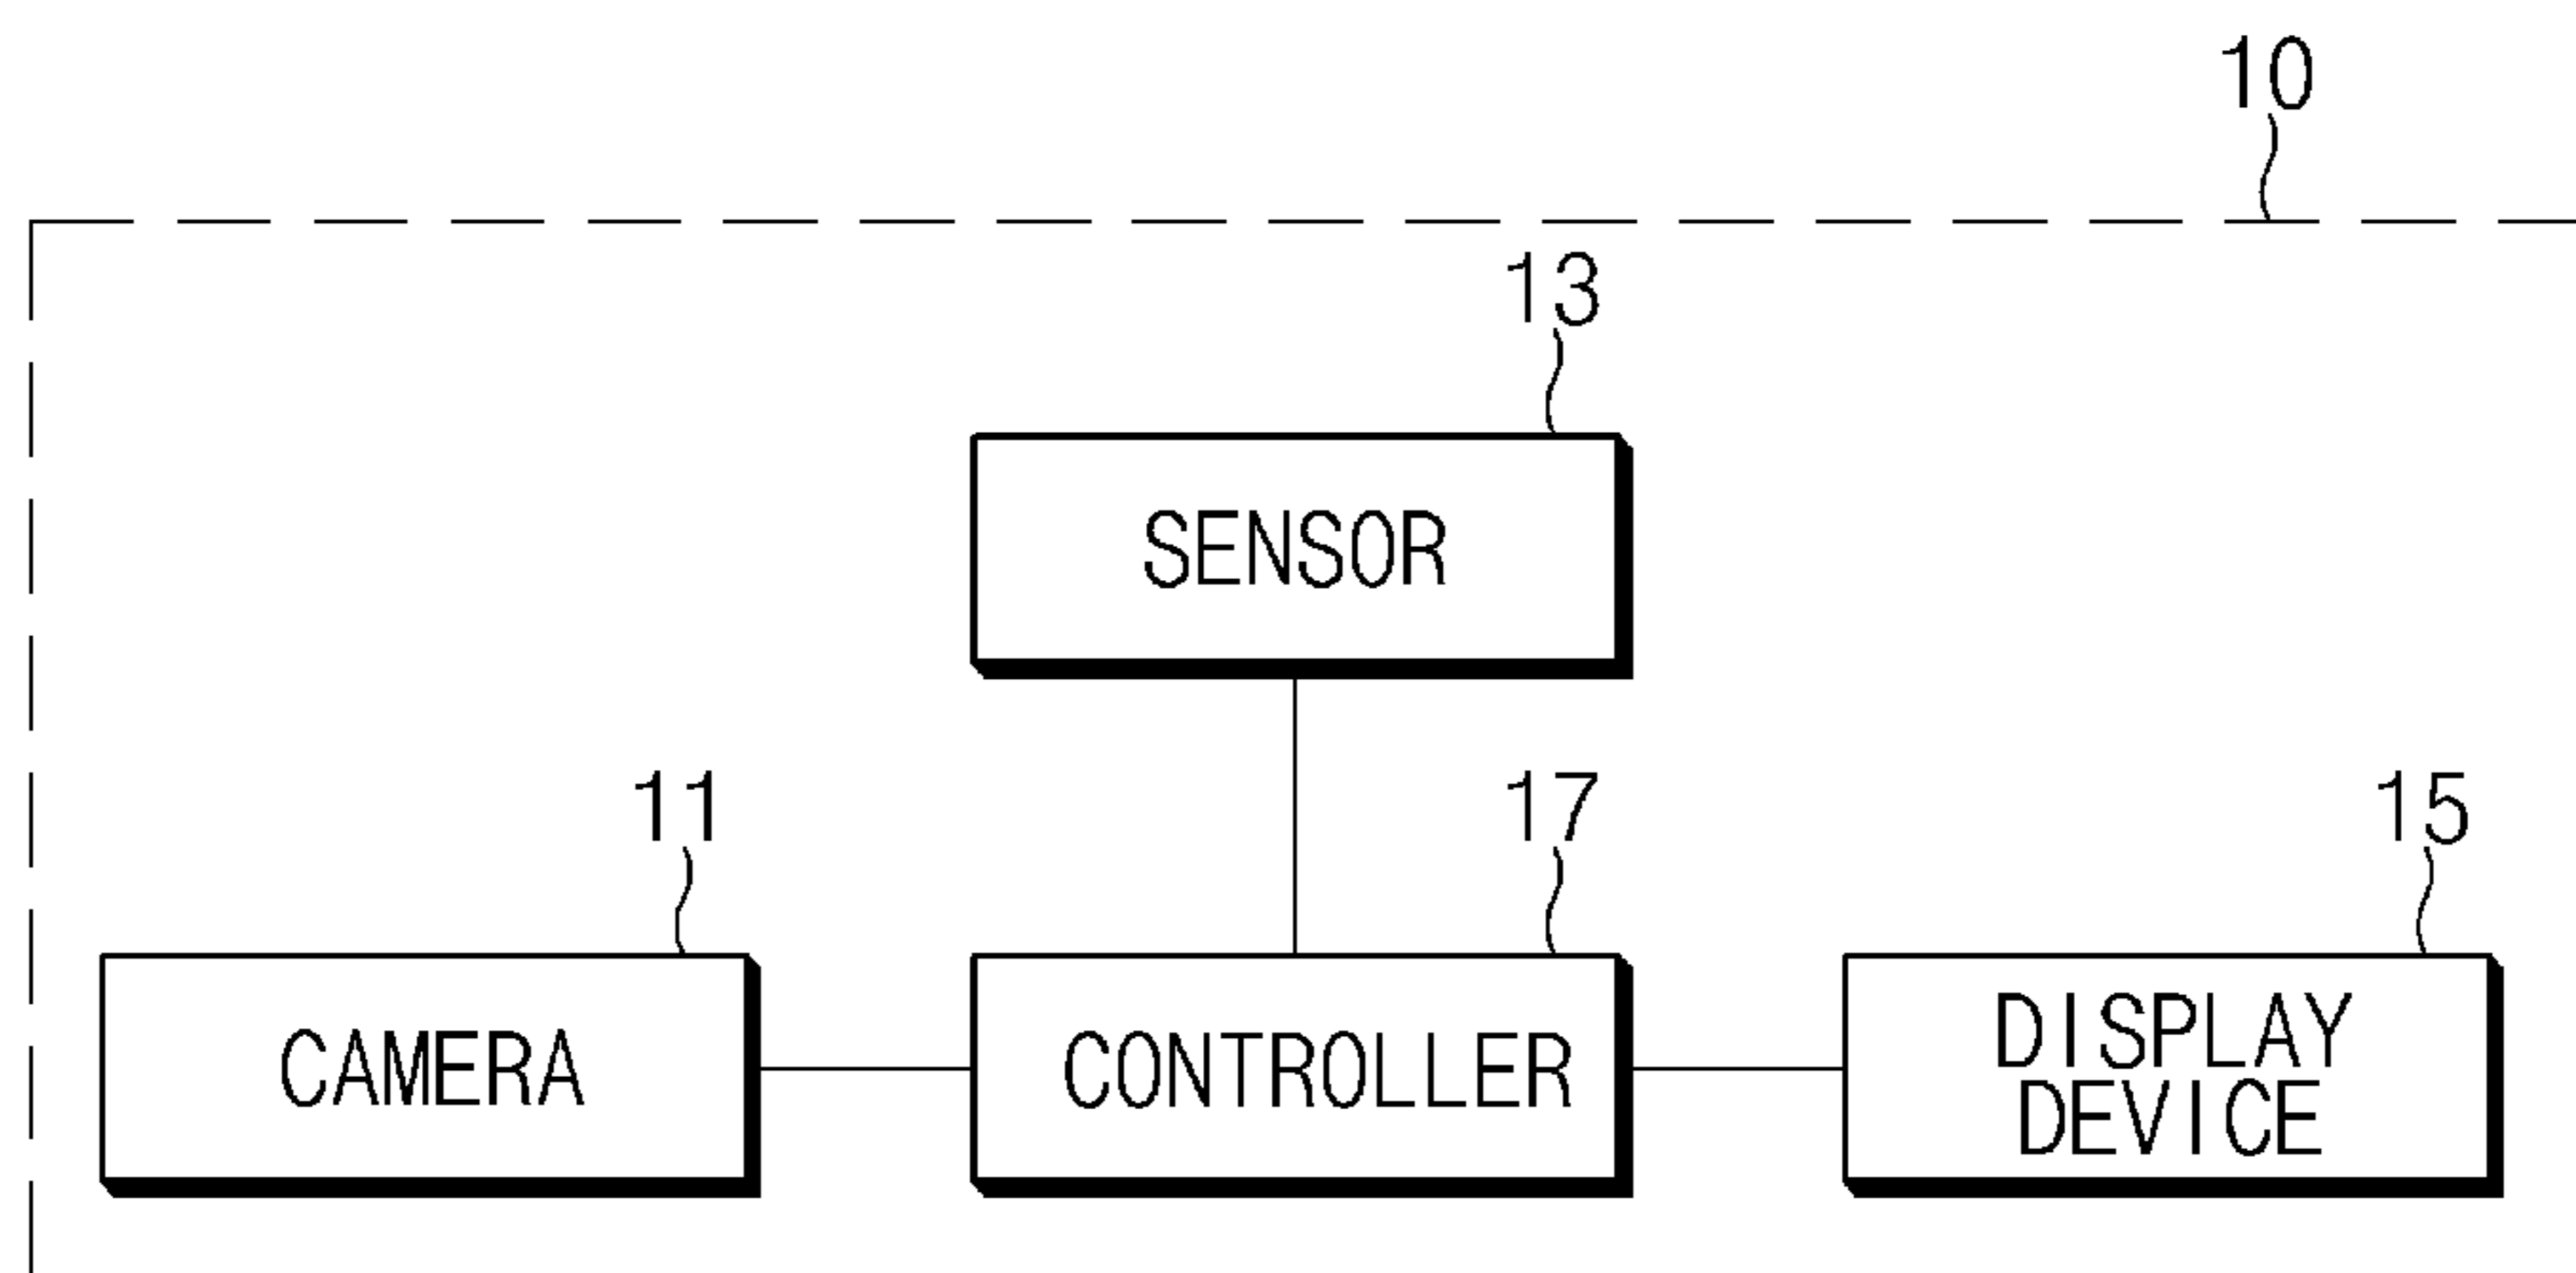 10
13
SENSOR
11
17
15
CAMERA
CONTROLLER
DISPLAY
DEVICE